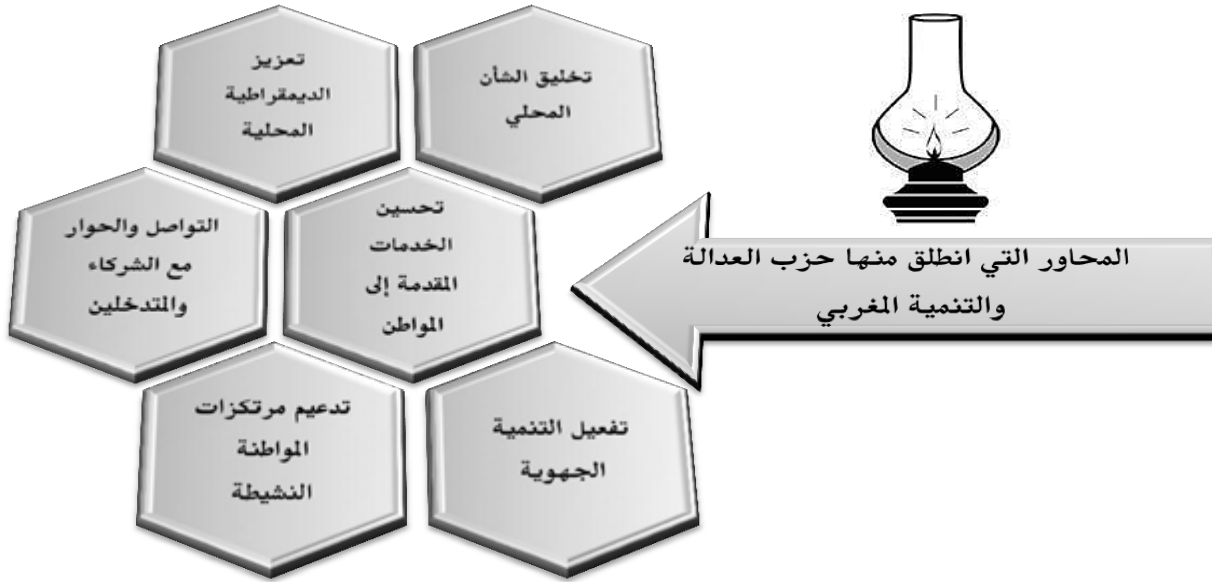 المحاور التي انطلق منها حزب العدالة
والتنمية المغربي
تخليق الشأن
المحلي
تعزيز
الديمقراطية
المحلية
تحسين
الخدمات
المقدمة إلى
المواطن
التواصل والحوار
مع الشركاء
والمتدخلين
تفعيل التنمية
الجهوية
تدعيم مرتكزات
المواطنة
النشيطة